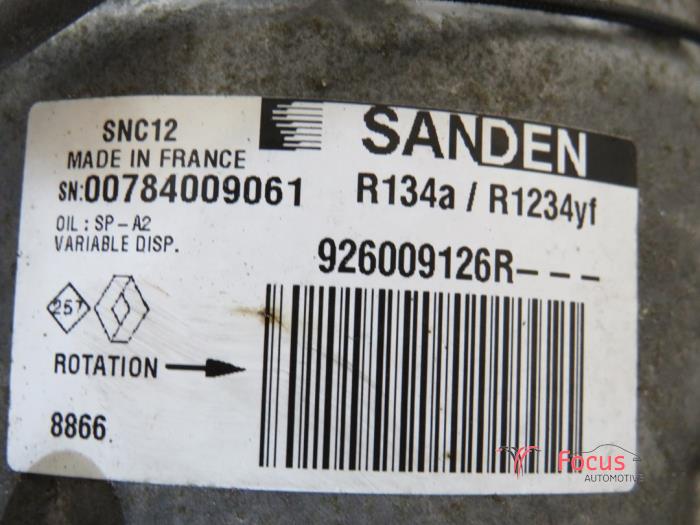 SNC12
SANDEN
MADE IN FRANCE
SN:00784009061
R134a / R1234yf
OIL : SP-A2
VARIABLE DISP.
926009126R---
257
ROTATION
8866
Focus
AUTOMOTIVE